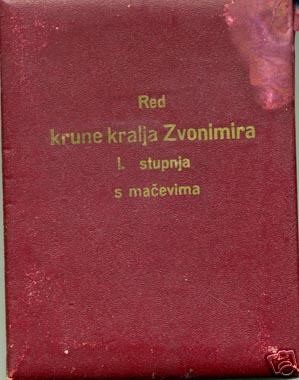 Red
krune kralja Zvonimira
I. stupnja
s mačevima